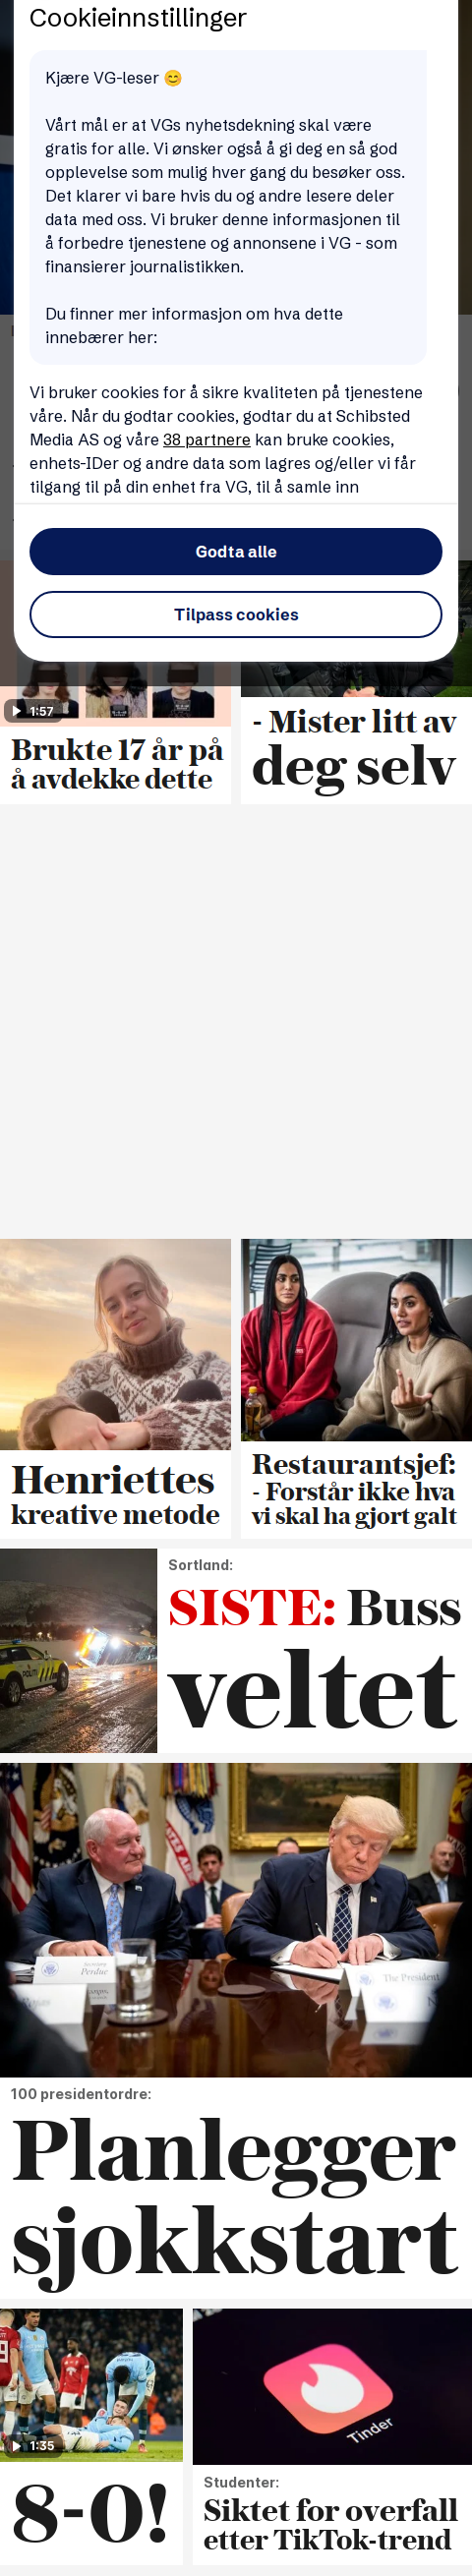 Cookieinnstillinger
Kjære VG-leser 😊
Vårt mål er at VGs nyhetsdekning skal være
gratis for alle. Vi ønsker også å gi deg en så god
opplevelse som mulig hver gang du besøker oss.
Det klarer vi bare hvis du og andre lesere deler
data med oss. Vi bruker denne informasjonen til
å forbedre tjenestene og annonsene i VG - som
finansierer journalistikken.
Du finner mer informasjon om hva dette
innebærer her:
Vi bruker cookies for å sikre kvaliteten på tjenestene
våre. Når du godtar cookies, godtar du at Schibsted
Media AS og våre 38 partnere kan bruke cookies,
enhets-IDer og andre data som lagres og/eller vi får
tilgang til på din enhet fra VG, til å samle inn
Godta alle
Tilpass cookies
1:57
Brukte 17 år på
å avdekke dette
- Mister litt av
deg selv
Henriettes
kreative metode
Restaurantsjef:
- Forstår ikke hva
vi skal ha gjort galt
Sortland:
SISTE: Buss
veltet
POLITI
Perdue
The President
100 presidentordre:
Planlegger
sjokkstart
1:35
8-0!
Tinder
Studenter:
Siktet for overfall
etter TikTok-trend